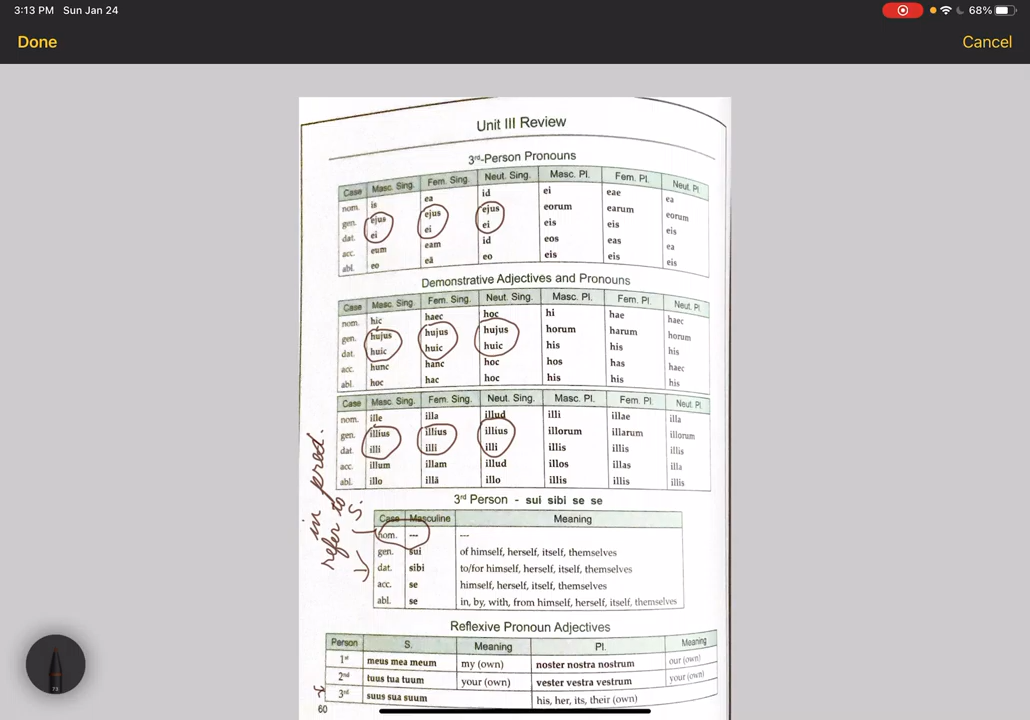 3:13 PM Sun Jan 24 68%
Done Cancel
Unit III Review
3rd-Person Pronouns
Case Masc. Sing. Fem. Sing. Neut. Sing. Masc. Pl. Fem. Pl. Neut. Pl.
nom. is ea id ei eae ea
gen. ejus ejus ejus eorum earum eorum
dat. ei ei ei eis eis eis
acc. eum eam id eos eas ea
abl. eo eā eo eis eis eis
Demonstrative Adjectives and Pronouns
Case Masc. Sing. Fem. Sing. Neut. Sing. Masc. Pl. Fem. Pl. Neut. Pl.
nom. hic haec hoc hi hae haec
gen. hujus hujus hujus horum harum horum
dat. huic huic huic his his his
acc. hunc hanc hoc hos has haec
abl. hoc hac hoc his his his
Case Masc. Sing. Fem. Sing. Neut. Sing. Masc. Pl. Fem. Pl. Neut. Pl.
nom. ille illa illud illi illae illa
gen. illíus illíus illíus illorum illarum illorum
dat. illi illi illi illis illis illis
acc. illum illam illud illos illas illa
abl. illo illā illo illis illis illis
in pred.
refer to S.
3rd Person - sui sibi se se
Case Masculine Meaning
nom. --- ---
gen. sui of himself, herself, itself, themselves
dat. sibi to/for himself, herself, itself, themselves
acc. se himself, herself, itself, themselves
abl. se in, by, with, from himself, herself, itself, themselves
Reflexive Pronoun Adjectives
Person S. Meaning Pl. Meaning
1st meus mea meum my (own) noster nostra nostrum our (own)
2nd tuus tua tuum your (own) vester vestra vestrum your (own)
3rd suus sua suum his, her, its, their (own)
60
73